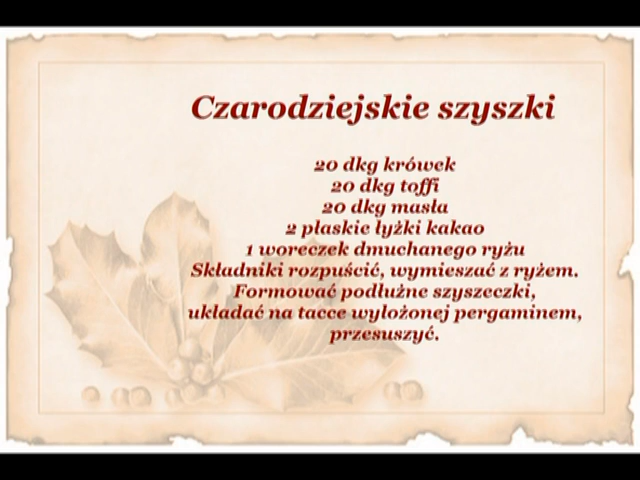 Czarodziejskie szyszki
20 dkg krówek
20 dkg toffi
20 dkg masła
2 płaskie łyżki kakao
1 woreczek dmuchanego ryżu
Składniki rozpuścić, wymieszać z ryżem.
Formować podłużne szyszeczki,
układać na tacce wyłożonej pergaminem,
przesuszyć.